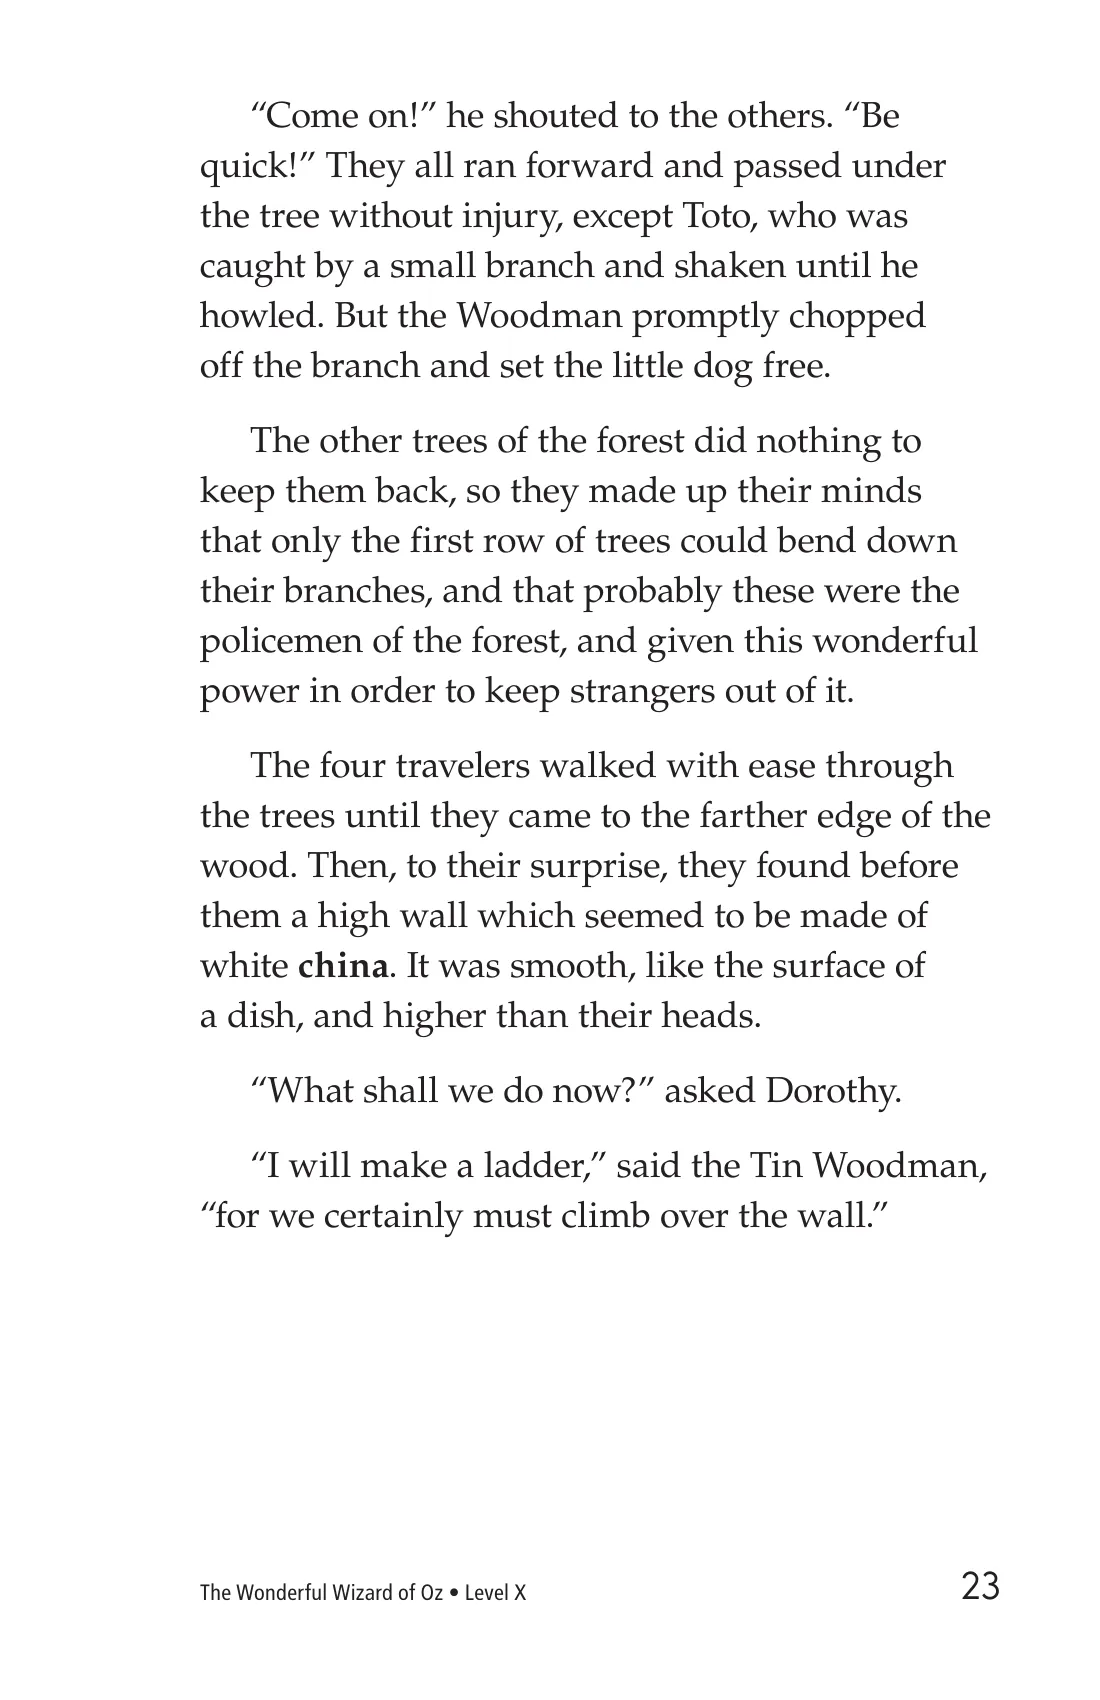 “Come on!” he shouted to the others. “Be
quick!” They all ran forward and passed under
the tree without injury, except Toto, who was
caught by a small branch and shaken until he
howled. But the Woodman promptly chopped
off the branch and set the little dog free.
The other trees of the forest did nothing to
keep them back, so they made up their minds
that only the first row of trees could bend down
their branches, and that probably these were the
policemen of the forest, and given this wonderful
power in order to keep strangers out of it.
The four travelers walked with ease through
the trees until they came to the farther edge of the
wood. Then, to their surprise, they found before
them a high wall which seemed to be made of
white china. It was smooth, like the surface of
a dish, and higher than their heads.
“What shall we do now?” asked Dorothy.
“I will make a ladder,” said the Tin Woodman,
“for we certainly must climb over the wall.”
The Wonderful Wizard of Oz • Level X
23